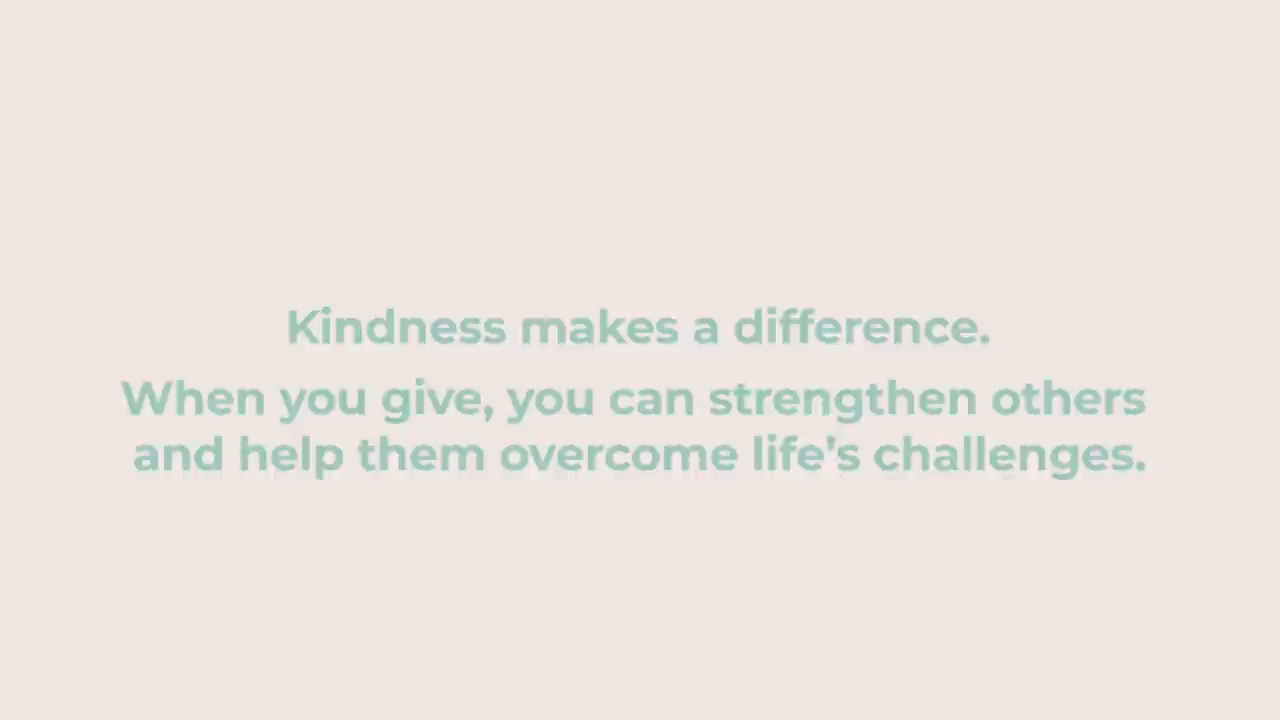 Kindness makes a difference.
When you give, you can strengthen others
and help them overcome life's challenges.